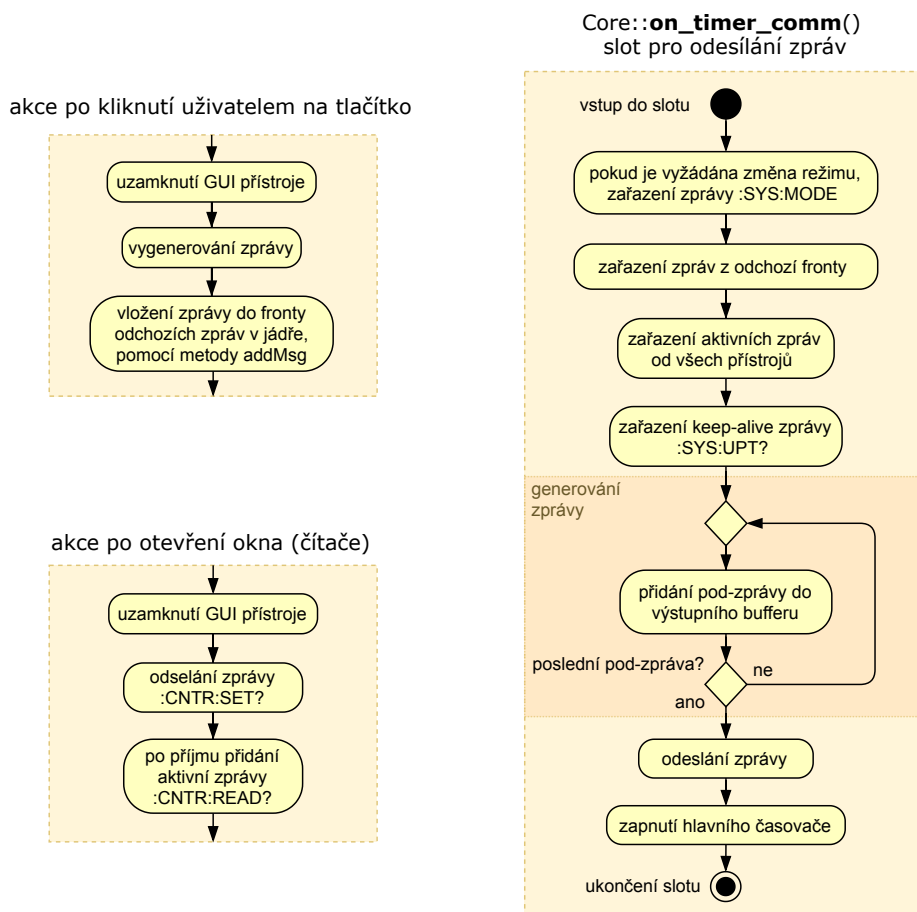 akce po kliknutí uživatelem na tlačítko
uzamknutí GUI přístroje
vygenerování zprávy
vložení zprávy do fronty
odchozích zpráv v jádře,
pomocí metody addMsg
akce po otevření okna (čítače)
uzamknutí GUI přístroje
odselání zprávy
:CNTR:SET?
po příjmu přidání
aktivní zprávy
:CNTR:READ?
Core::on_timer_comm()
slot pro odesílání zpráv
vstup do slotu
pokud je vyžádána změna režimu,
zařazení zprávy :SYS:MODE
zařazení zpráv z odchozí fronty
zařazení aktivních zpráv
od všech přístrojů
zařazení keep-alive zprávy
:SYS:UPT?
generování
zprávy
přidání pod-zprávy do
výstupního bufferu
poslední pod-zpráva?
ne
ano
odeslání zprávy
zapnutí hlavního časovače
ukončení slotu